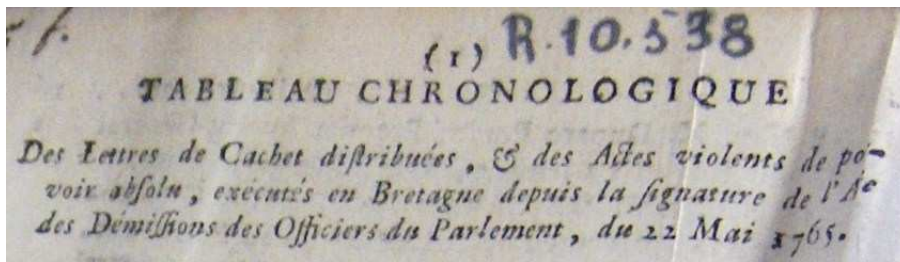 (1) R.10.538
TABLEAU CHRONOLOGIQUE
Des Lettres de Cachet diſtribuées, & des Actes violents de po-
voir abſolu, exécutés en Bretagne depuis la ſignature de l'Ac
des Démiſſions des Officiers du Parlement, du 22 Mai 1765.